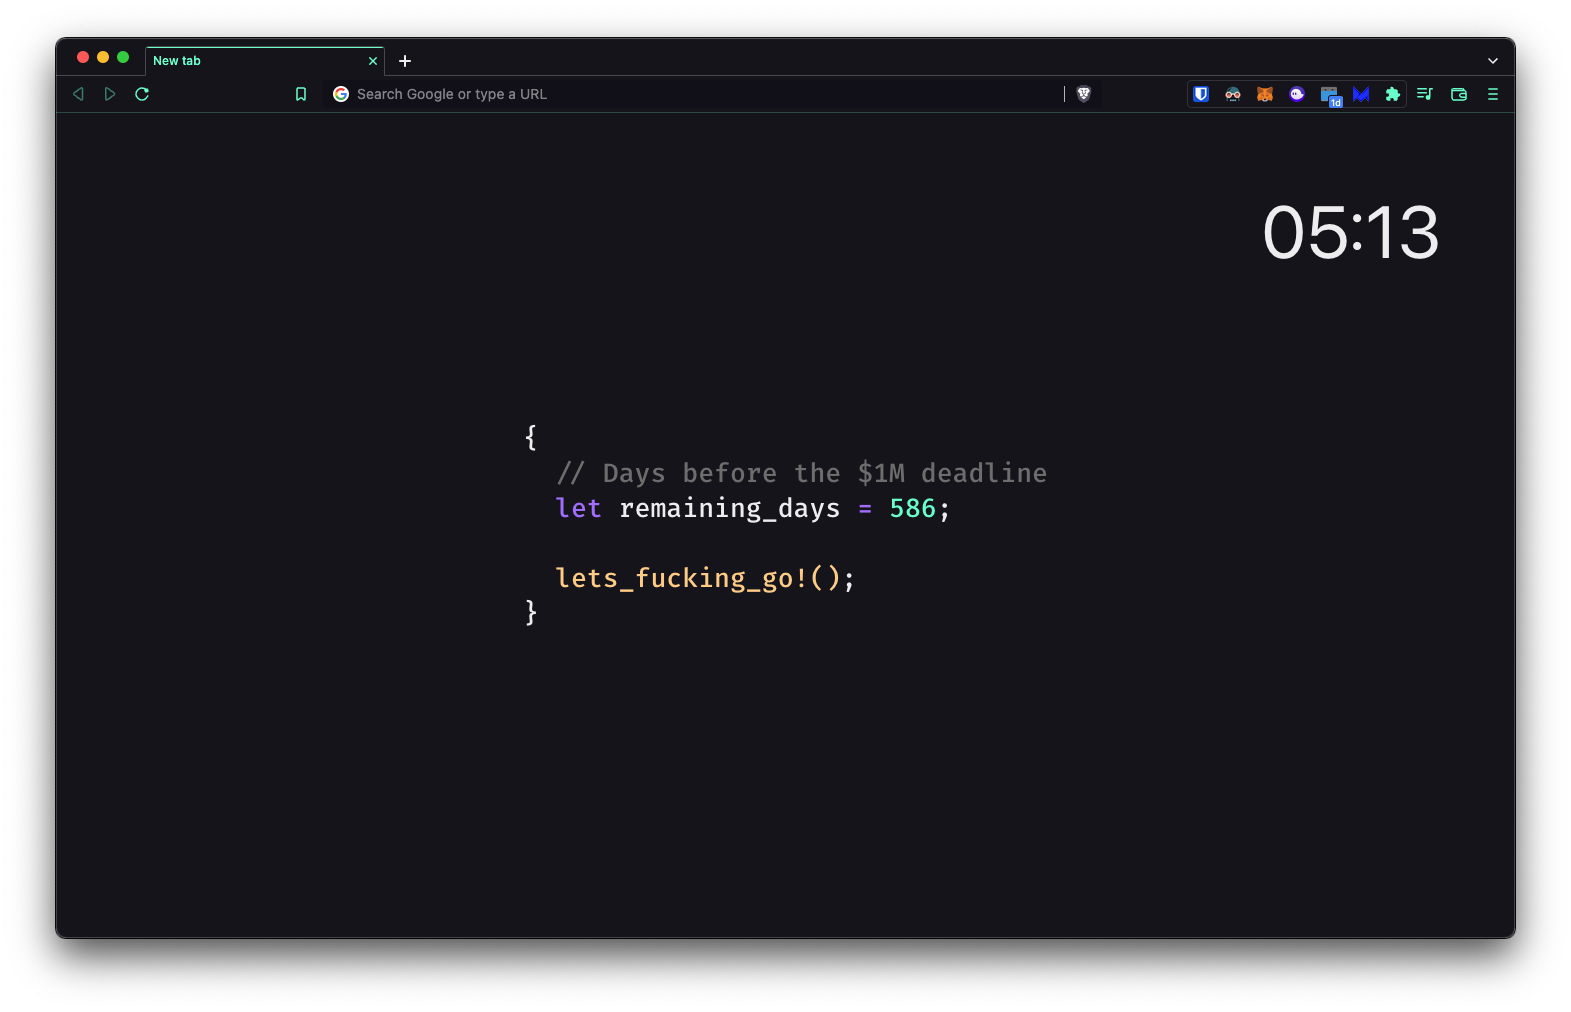 New tab
Search Google or type a URL
1d
05:13
{
// Days before the $1M deadline
let remaining_days = 586;
lets_fucking_go!();
}